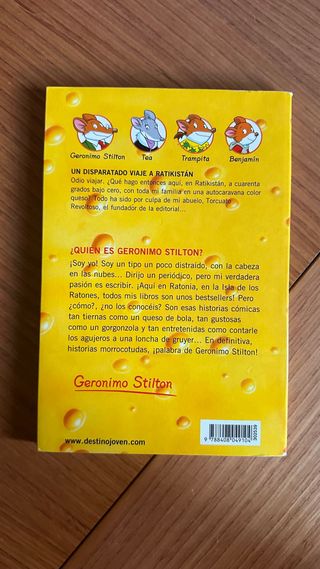 Geronimo Stilton Tea Trampita Benjamín
UN DISPARATADO VIAJE A RATIKISTÁN
Odio viajar. ¿Qué hago entonces aquí, en Ratikistán, a cuarenta
grados bajo cero, con toda mi familia en una autocaravana color
queso? Todo ha sido por culpa de mi abuelo, Torcuato
Revoltoso, el fundador de la editorial...
¿QUIÉN ES GERONIMO STILTON?
¡Soy yo! Soy un tipo un poco distraído, con la cabeza
en las nubes... Dirijo un periódico, pero mi verdadera
pasión es escribir. ¡Aquí en Ratonia, en la Isla de los
Ratones, todos mis libros son unos bestsellers! Pero
¿cómo?, ¿no los conocéis? Son esas historias cómicas
tan tiernas como un queso de bola, tan gustosas
como un gorgonzola y tan entretenidas como contarle
los agujeros a una loncha de gruyer... En definitiva,
historias morrocotudas, ¡palabra de Geronimo Stilton!
Geronimo Stilton
www.destinojoven.com
9 788408 049104